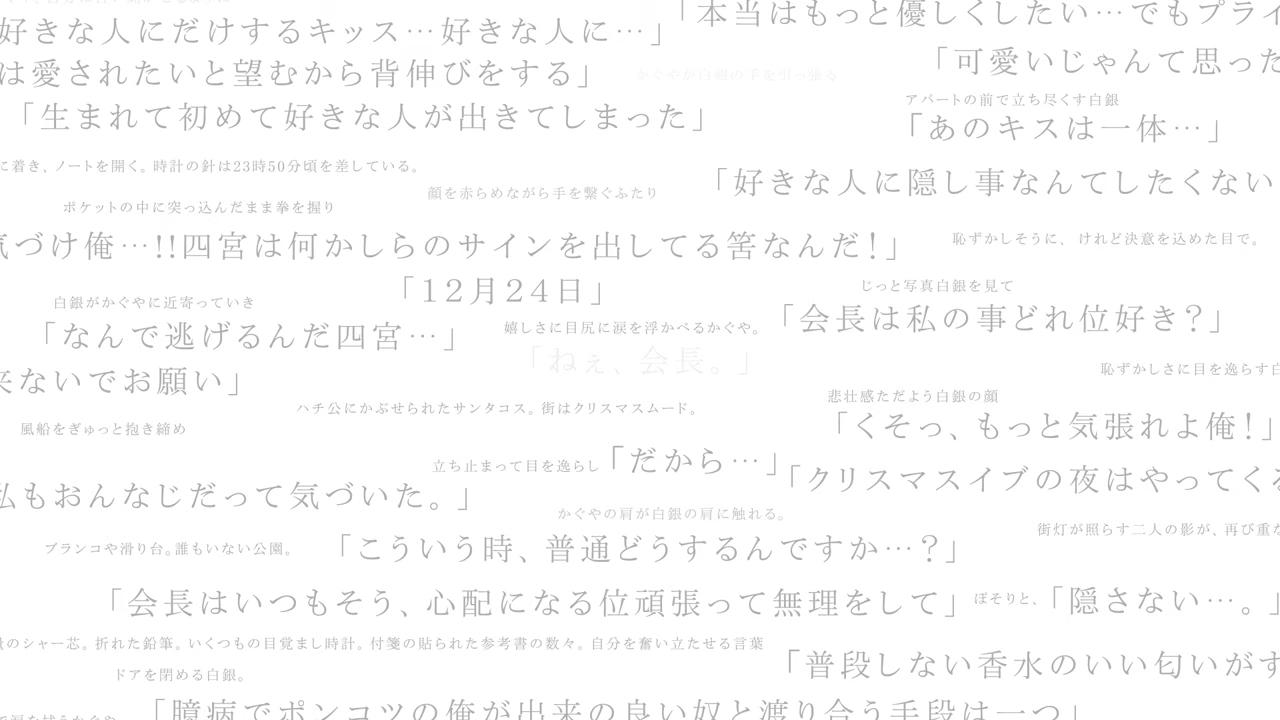 好きな人にだけするキッス…好きな人に…」
「本当はもっと優しくしたい…でもプライ
は愛されたいと望むから背伸びをする」
かぐやが白銀の手を引っ張る
「可愛いじゃんて思った
「生まれて初めて好きな人が出きてしまった」
アパートの前で立ち尽くす白銀
「あのキスは一体…」
に着き、ノートを開く。時計の針は23時50分頃を差している。
顔を赤らめながら手を繋ぐふたり
「好きな人に隠し事なんてしたくない
ポケットの中に突っ込んだまま拳を握り
気づけ俺…!!四宮は何かしらのサインを出してる筈なんだ!」
恥ずかしそうに、けれど決意を込めた目で。
「12月24日」
じっと写真白銀を見て
白銀がかぐやに近寄っていき
「なんで逃げるんだ四宮…」
嬉しさに目尻に涙を浮かべるかぐや。
「会長は私の事どれ位好き?」
「ねぇ、会長。」
来ないでお願い」
恥ずかしさに目を逸らす白
ハチ公にかぶせられたサンタコス。街はクリスマスムード。
悲壮感ただよう白銀の顔
風船をぎゅっと抱き締め
「くそっ、もっと気張れよ俺!」
立ち止まって目を逸らし「だから…」
「クリスマスイブの夜はやってくる
私もおんなじだって気づいた。」
かぐやの肩が白銀の肩に触れる。
街灯が照らす二人の影が、再び重な
ブランコや滑り台。誰もいない公園。
「こういう時、普通どうするんですか…?」
「会長はいつもそう、心配になる位頑張って無理をして」
ぼそりと、「隠さない…。」
のシャー芯。折れた鉛筆。いくつもの目覚まし時計。付箋の貼られた参考書の数々。自分を奮い立たせる言葉
「普段しない香水のいい匂いがす
ドアを閉める白銀。
「臆病でポンコツの俺が出来の良い奴と渡り合う手段は一つ」